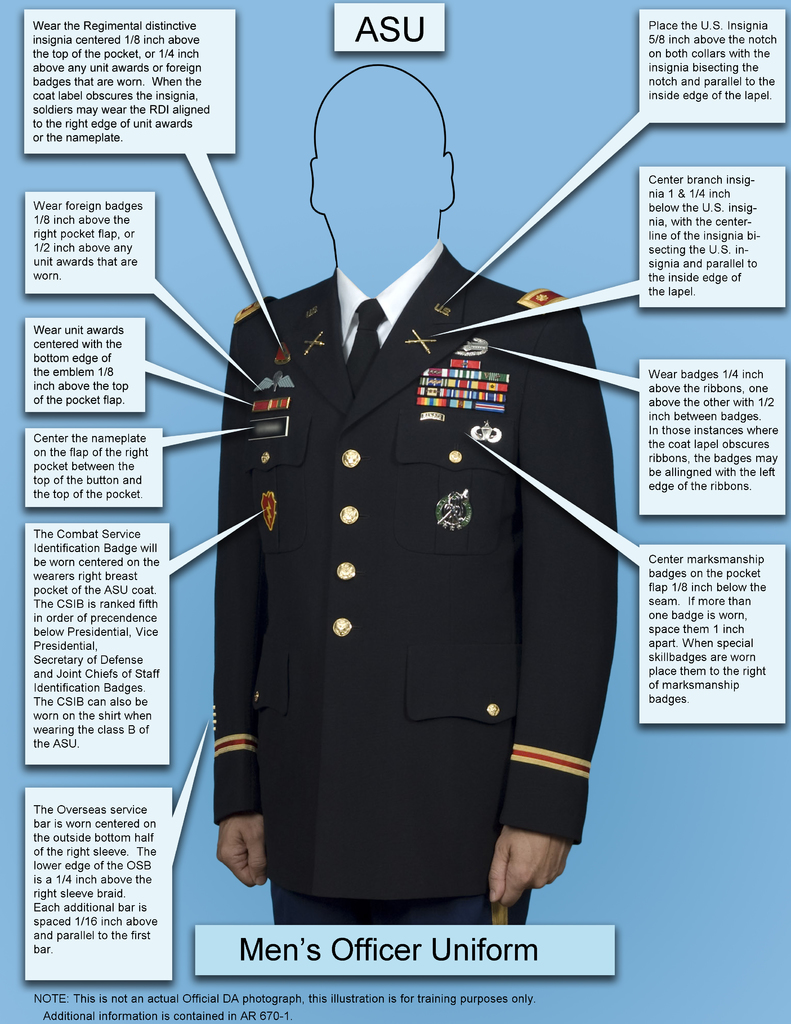 ASU
Wear the Regimental distinctive
insignia centered 1/8 inch above
the top of the pocket, or 1/4 inch
above any unit awards or foreign
badges that are worn. When the
coat label obscures the insignia,
soldiers may wear the RDI aligned
to the right edge of unit awards
or the nameplate.
Wear foreign badges
1/8 inch above the
right pocket flap, or
1/2 inch above any
unit awards that are
worn.
Wear unit awards
centered with the
bottom edge of
the emblem 1/8
inch above the top
of the pocket flap.
Center the nameplate
on the flap of the right
pocket between the
top of the button and
the top of the pocket.
The Combat Service
Identification Badge will
be worn centered on the
wearers right breast
pocket of the ASU coat.
The CSIB is ranked fifth
in order of precendence
below Presidential, Vice
Presidential,
Secretary of Defense
and Joint Chiefs of Staff
Identification Badges.
The CSIB can also be
worn on the shirt when
wearing the class B of
the ASU.
The Overseas service
bar is worn centered on
the outside bottom half
of the right sleeve. The
lower edge of the OSB
is a 1/4 inch above the
right sleeve braid.
Each additional bar is
spaced 1/16 inch above
and parallel to the first
bar.
Place the U.S. Insignia
5/8 inch above the notch
on both collars with the
insignia bisecting the
notch and parallel to the
inside edge of the lapel.
Center branch insig-
nia 1 & 1/4 inch
below the U.S. insig-
nia, with the center-
line of the insignia bi-
secting the U.S. in-
signia and parallel to
the inside edge of
the lapel.
Wear badges 1/4 inch
above the ribbons, one
above the other with 1/2
inch between badges.
In those instances where
the coat lapel obscures
ribbons, the badges may
be allingned with the left
edge of the ribbons.
Center marksmanship
badges on the pocket
flap 1/8 inch below the
seam. If more than
one badge is worn,
space them 1 inch
apart. When special
skillbadges are worn
place them to the right
of marksmanship
badges.
US
US
Men's Officer Uniform
NOTE: This is not an actual Official DA photograph, this illustration is for training purposes only.
Additional information is contained in AR 670-1.